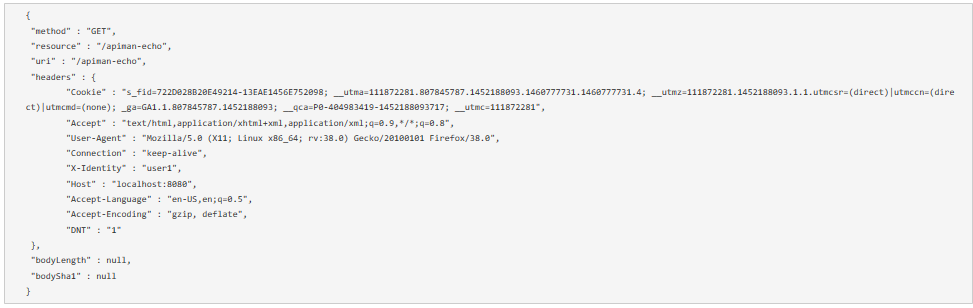 {
"method" : "GET",
"resource" : "/apiman-echo",
"uri" : "/apiman-echo",
"headers" : {
"Cookie" : "s_fid=722D028B20E49214-13EAE1456E752098; __utma=111872281.807845787.1452188093.1460777731.1460777731.4; __utmz=111872281.1452188093.1.1.utmcsr=(direct)|utmccn=(dire
ct)|utmcmd=(none); _ga=GA1.1.807845787.1452188093; __qca=P0-404983419-1452188093717; __utmc=111872281",
"Accept" : "text/html,application/xhtml+xml,application/xml;q=0.9,*/*;q=0.8",
"User-Agent" : "Mozilla/5.0 (X11; Linux x86_64; rv:38.0) Gecko/20100101 Firefox/38.0",
"Connection" : "keep-alive",
"X-Identity" : "user1",
"Host" : "localhost:8080",
"Accept-Language" : "en-US,en;q=0.5",
"Accept-Encoding" : "gzip, deflate",
"DNT" : "1"
},
"bodyLength" : null,
"bodySha1" : null
}